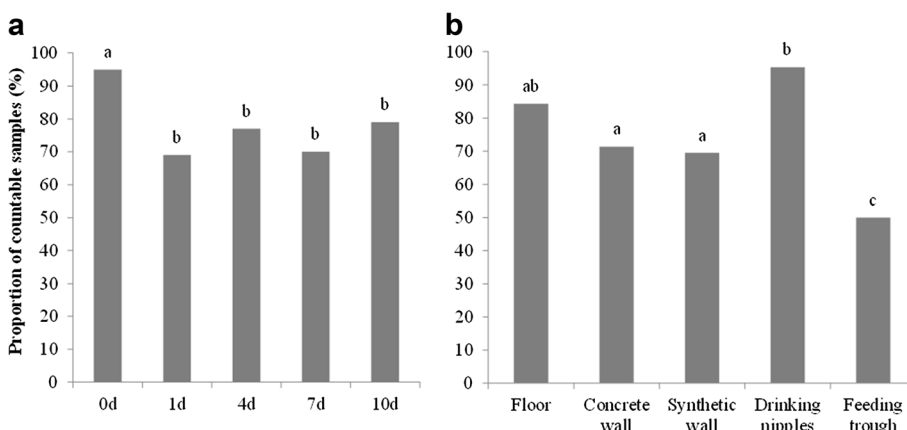 a
b
Proportion of countable samples (%)
100
90
80
70
60
50
40
30
20
10
0
a
b
b
b
b
0d
1d
4d
7d
10d
100
90
80
70
60
50
40
30
20
10
0
ab
a
a
b
c
Floor
Concrete wall
Synthetic wall
Drinking nipples
Feeding trough